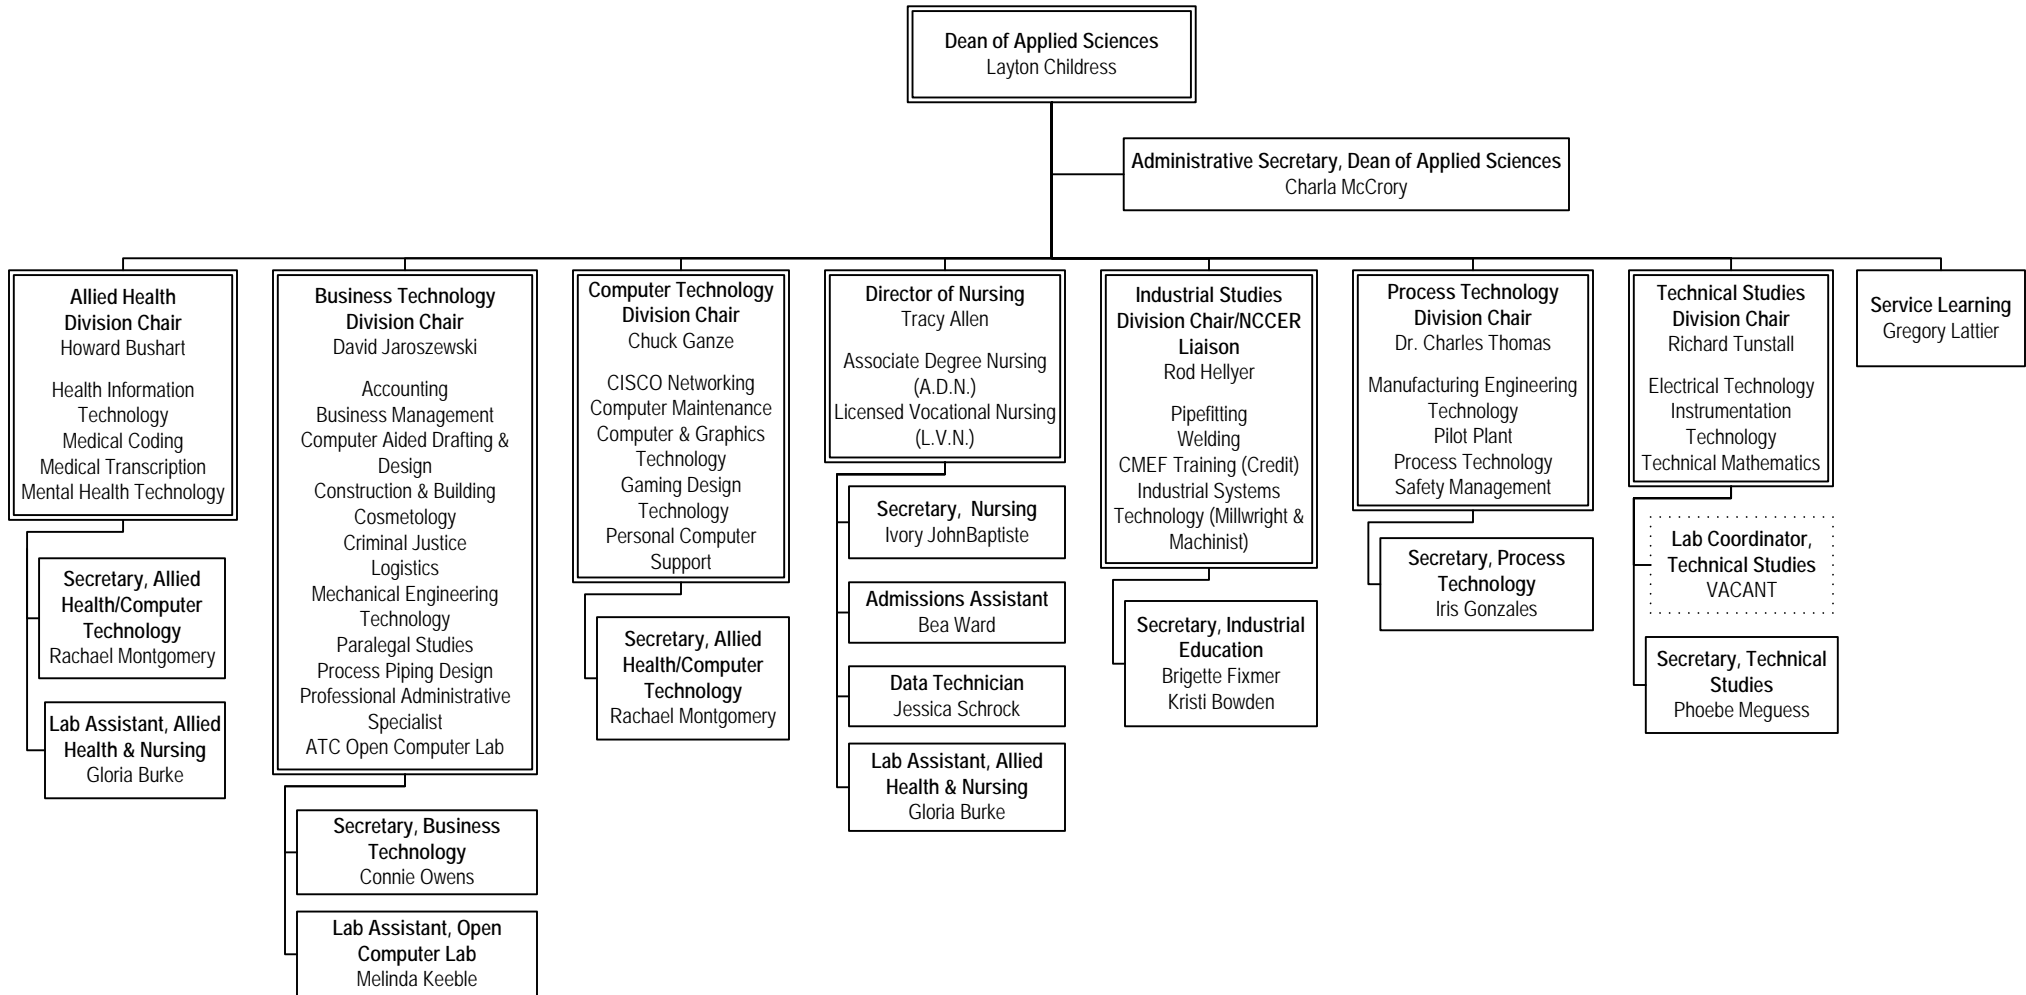 Dean of Applied Sciences
Layton Childress
Administrative Secretary, Dean of Applied Sciences
Charla McCrory
Allied Health
Division Chair
Howard Bushart
Health Information
Technology
Medical Coding
Medical Transcription
Mental Health Technology
Secretary, Allied
Health/Computer
Technology
Rachael Montgomery
Lab Assistant, Allied
Health & Nursing
Gloria Burke
Business Technology
Division Chair
David Jaroszewski
Accounting
Business Management
Computer Aided Drafting &
Design
Construction & Building
Cosmetology
Criminal Justice
Logistics
Mechanical Engineering
Technology
Paralegal Studies
Process Piping Design
Professional Administrative
Specialist
ATC Open Computer Lab
Secretary, Business
Technology
Connie Owens
Lab Assistant, Open
Computer Lab
Melinda Keeble
Computer Technology
Division Chair
Chuck Ganze
CISCO Networking
Computer Maintenance
Computer & Graphics
Technology
Gaming Design
Technology
Personal Computer
Support
Secretary, Allied
Health/Computer
Technology
Rachael Montgomery
Director of Nursing
Tracy Allen
Associate Degree Nursing
(A.D.N.)
Licensed Vocational Nursing
(L.V.N.)
Secretary, Nursing
Ivory JohnBaptiste
Admissions Assistant
Bea Ward
Data Technician
Jessica Schrock
Lab Assistant, Allied
Health & Nursing
Gloria Burke
Industrial Studies
Division Chair/NCCER
Liaison
Rod Hellyer
Pipefitting
Welding
CMEF Training (Credit)
Industrial Systems
Technology (Millwright &
Machinist)
Secretary, Industrial
Education
Brigette Fixmer
Kristi Bowden
Process Technology
Division Chair
Dr. Charles Thomas
Manufacturing Engineering
Technology
Pilot Plant
Process Technology
Safety Management
Secretary, Process
Technology
Iris Gonzales
Technical Studies
Division Chair
Richard Tunstall
Electrical Technology
Instrumentation
Technology
Technical Mathematics
Lab Coordinator,
Technical Studies
VACANT
Secretary, Technical
Studies
Phoebe Meguess
Service Learning
Gregory Lattier